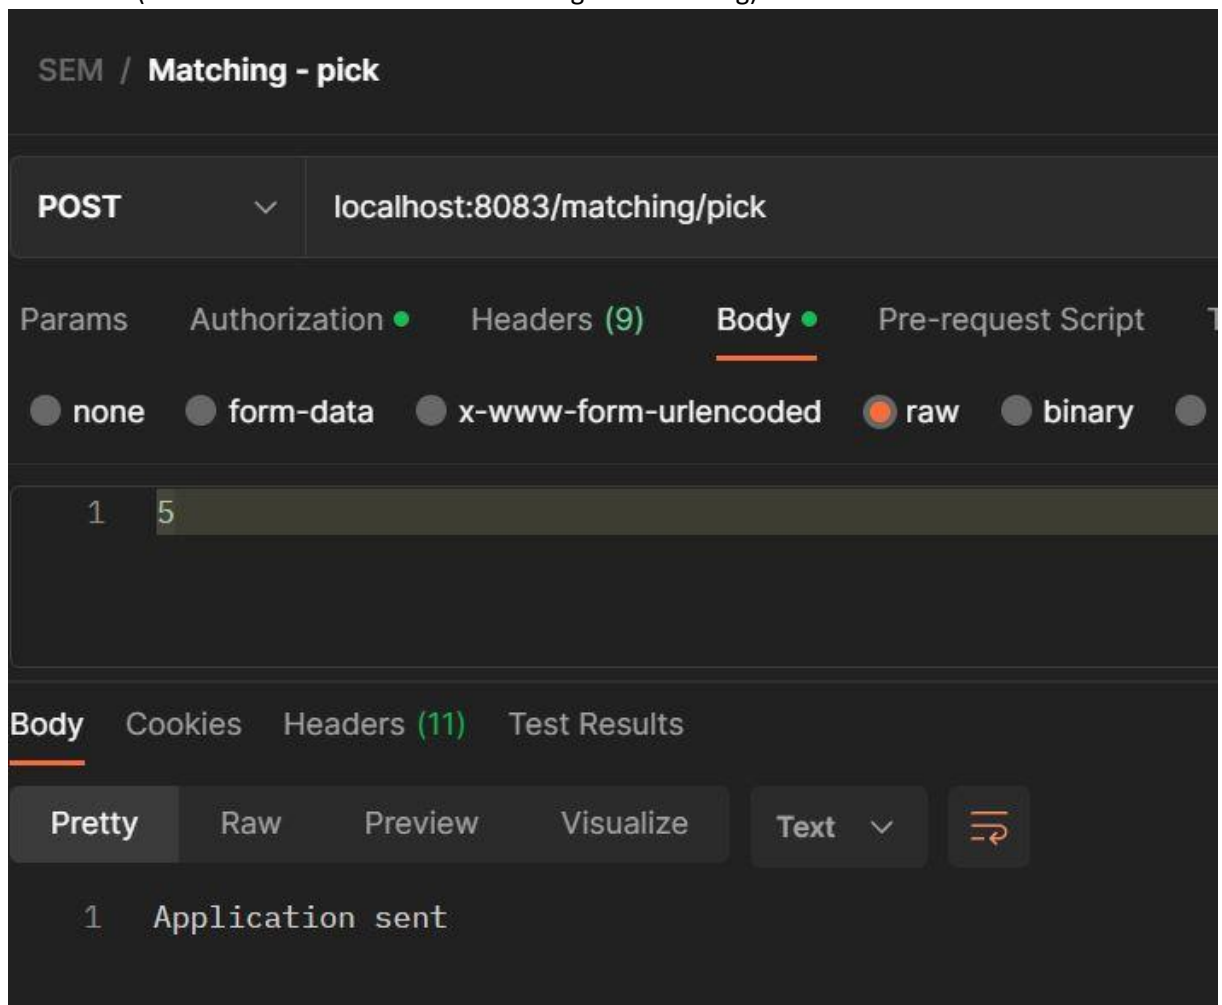 SEM / Matching - pick
POST localhost:8083/matching/pick
Params Authorization Headers (9) Body Pre-request Script
none form-data x-www-form-urlencoded raw binary
1 5
Body Cookies Headers (11) Test Results
Pretty Raw Preview Visualize Text
1 Application sent